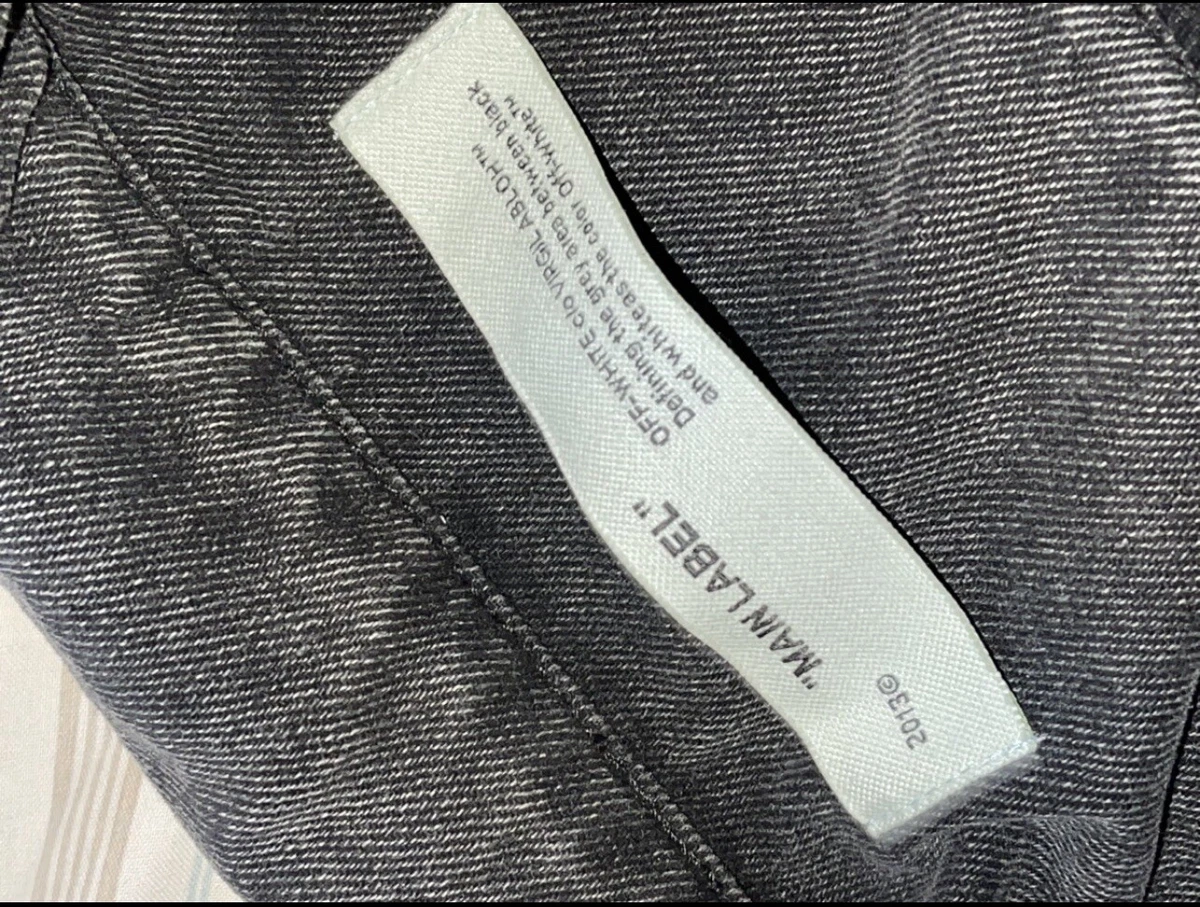 2013©
"MAIN LABEL"
OFF-WHITE c/o VIRGIL ABLOH™
Defining the grey area between black
and white as the color Off-White™